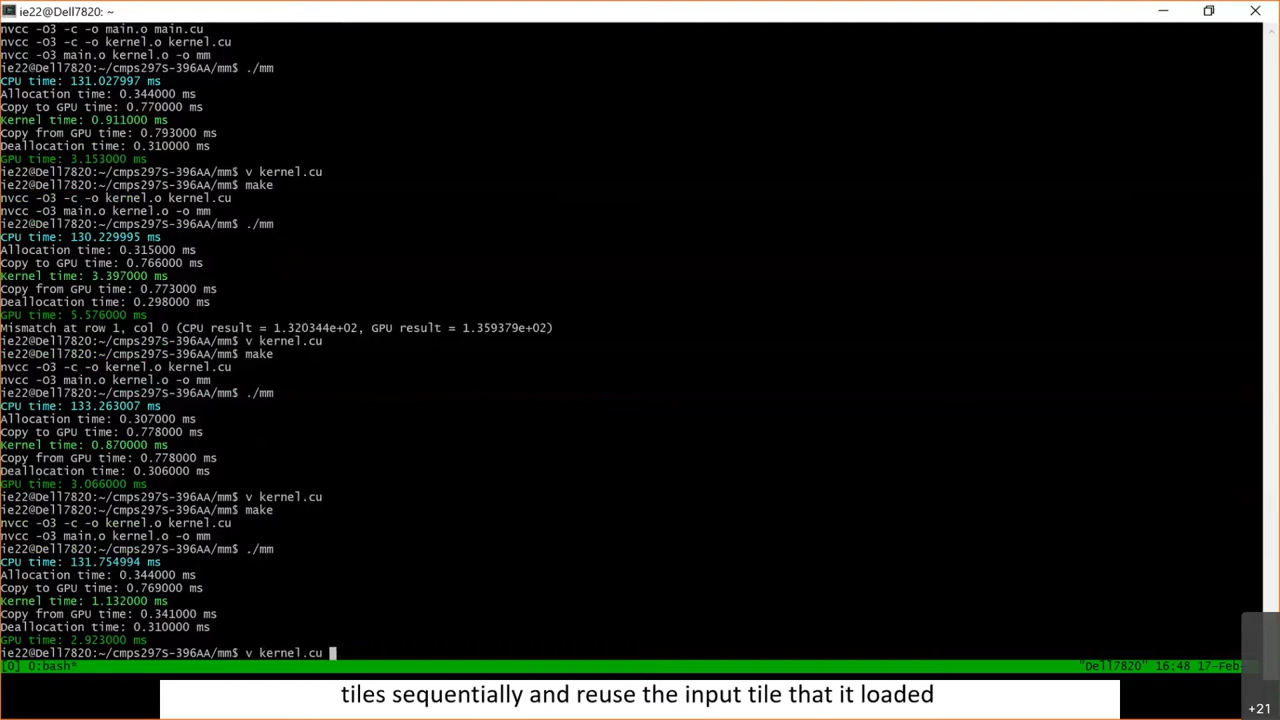 ie22@Dell7820: ~
nvcc -O3 -c -o main.o main.cu
nvcc -O3 -c -o kernel.o kernel.cu
nvcc -O3 main.o kernel.o -o mm
ie22@Dell7820:~/cmps297S-396AA/mm$ ./mm
CPU time: 131.027997 ms
Allocation time: 0.344000 ms
Copy to GPU time: 0.770000 ms
Kernel time: 0.911000 ms
Copy from GPU time: 0.793000 ms
Deallocation time: 0.310000 ms
GPU time: 3.153000 ms
ie22@Dell7820:~/cmps297S-396AA/mm$ v kernel.cu
ie22@Dell7820:~/cmps297S-396AA/mm$ make
nvcc -O3 -c -o kernel.o kernel.cu
nvcc -O3 main.o kernel.o -o mm
ie22@Dell7820:~/cmps297S-396AA/mm$ ./mm
CPU time: 130.229995 ms
Allocation time: 0.315000 ms
Copy to GPU time: 0.766000 ms
Kernel time: 3.397000 ms
Copy from GPU time: 0.773000 ms
Deallocation time: 0.298000 ms
GPU time: 5.576000 ms
Mismatch at row 1, col 0 (CPU result = 1.320344e+02, GPU result = 1.359379e+02)
ie22@Dell7820:~/cmps297S-396AA/mm$ v kernel.cu
ie22@Dell7820:~/cmps297S-396AA/mm$ make
nvcc -O3 -c -o kernel.o kernel.cu
nvcc -O3 main.o kernel.o -o mm
ie22@Dell7820:~/cmps297S-396AA/mm$ ./mm
CPU time: 133.263007 ms
Allocation time: 0.307000 ms
Copy to GPU time: 0.778000 ms
Kernel time: 0.870000 ms
Copy from GPU time: 0.778000 ms
Deallocation time: 0.306000 ms
GPU time: 3.066000 ms
ie22@Dell7820:~/cmps297S-396AA/mm$ v kernel.cu
ie22@Dell7820:~/cmps297S-396AA/mm$ make
nvcc -O3 -c -o kernel.o kernel.cu
nvcc -O3 main.o kernel.o -o mm
ie22@Dell7820:~/cmps297S-396AA/mm$ ./mm
CPU time: 131.754994 ms
Allocation time: 0.344000 ms
Copy to GPU time: 0.769000 ms
Kernel time: 1.132000 ms
Copy from GPU time: 0.341000 ms
Deallocation time: 0.310000 ms
GPU time: 2.923000 ms
ie22@Dell7820:~/cmps297S-396AA/mm$ v kernel.cu
[0] 0:bash* "Dell7820" 16:48 17-Feb-
tiles sequentially and reuse the input tile that it loaded
+21